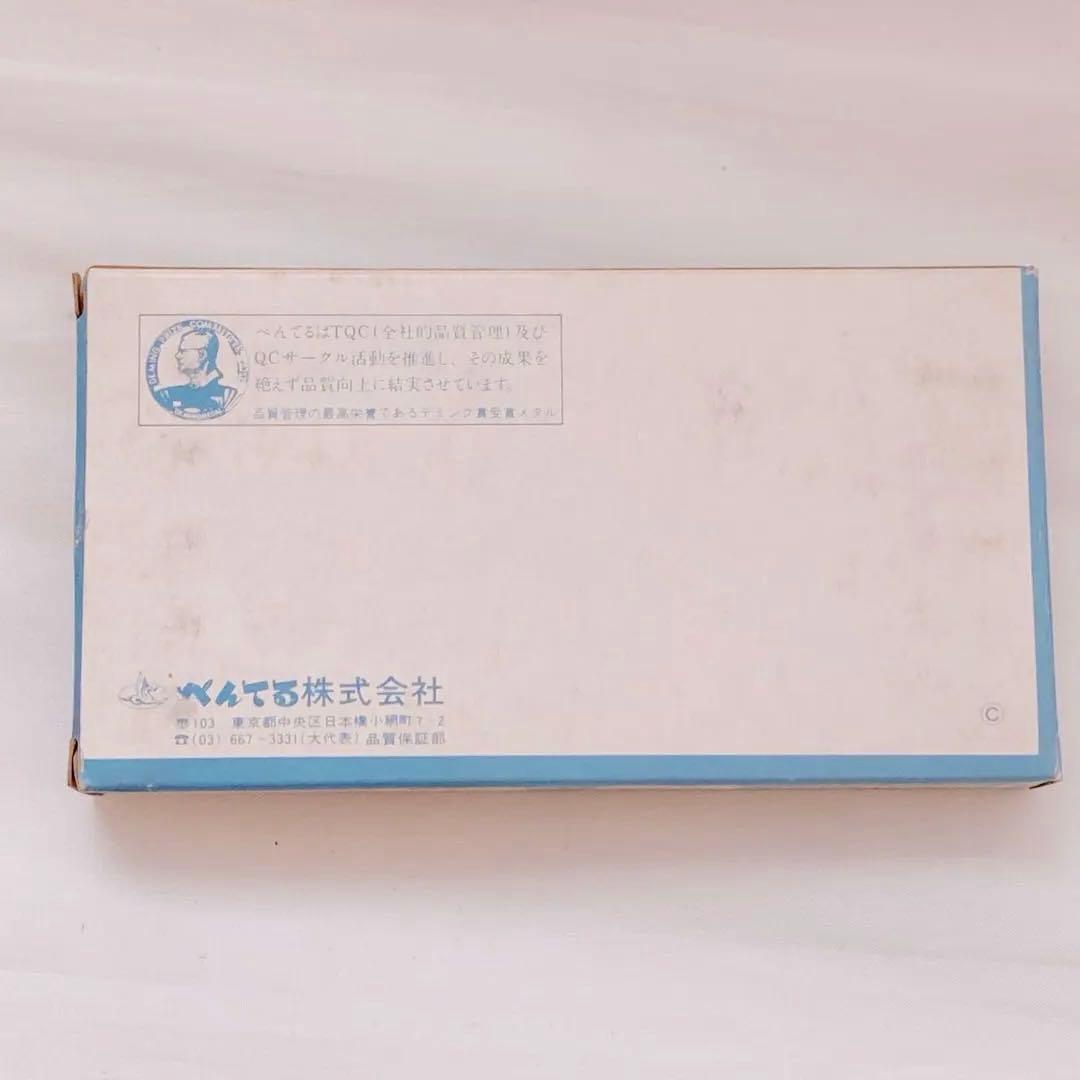 DEMING PRIZE COMMITTEE
ぺんてるはTQC(全社的品質管理)及び
QCサークル活動を推進し、その成果を
絶えず品質向上に結実させています。
品質管理の最高栄誉であるデミング賞受賞メダル
ぺんてる株式会社
〒103 東京都中央区日本橋小網町7-2
☎(03) 667-3331(大代表) 品質保証部
Ⓒ